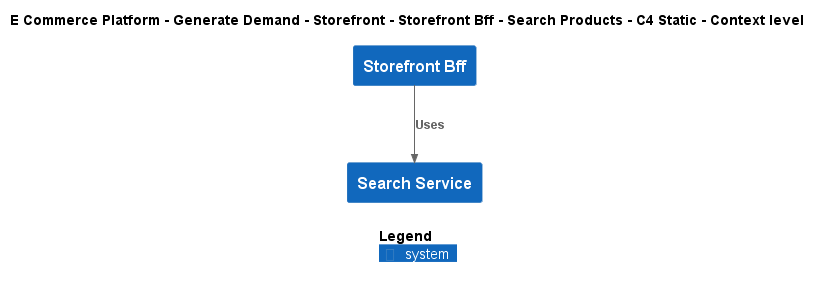 E Commerce Platform - Generate Demand - Storefront - Storefront Bff - Search Products - C4 Static - Context level
Storefront Bff
Uses
Search Service
Legend
system